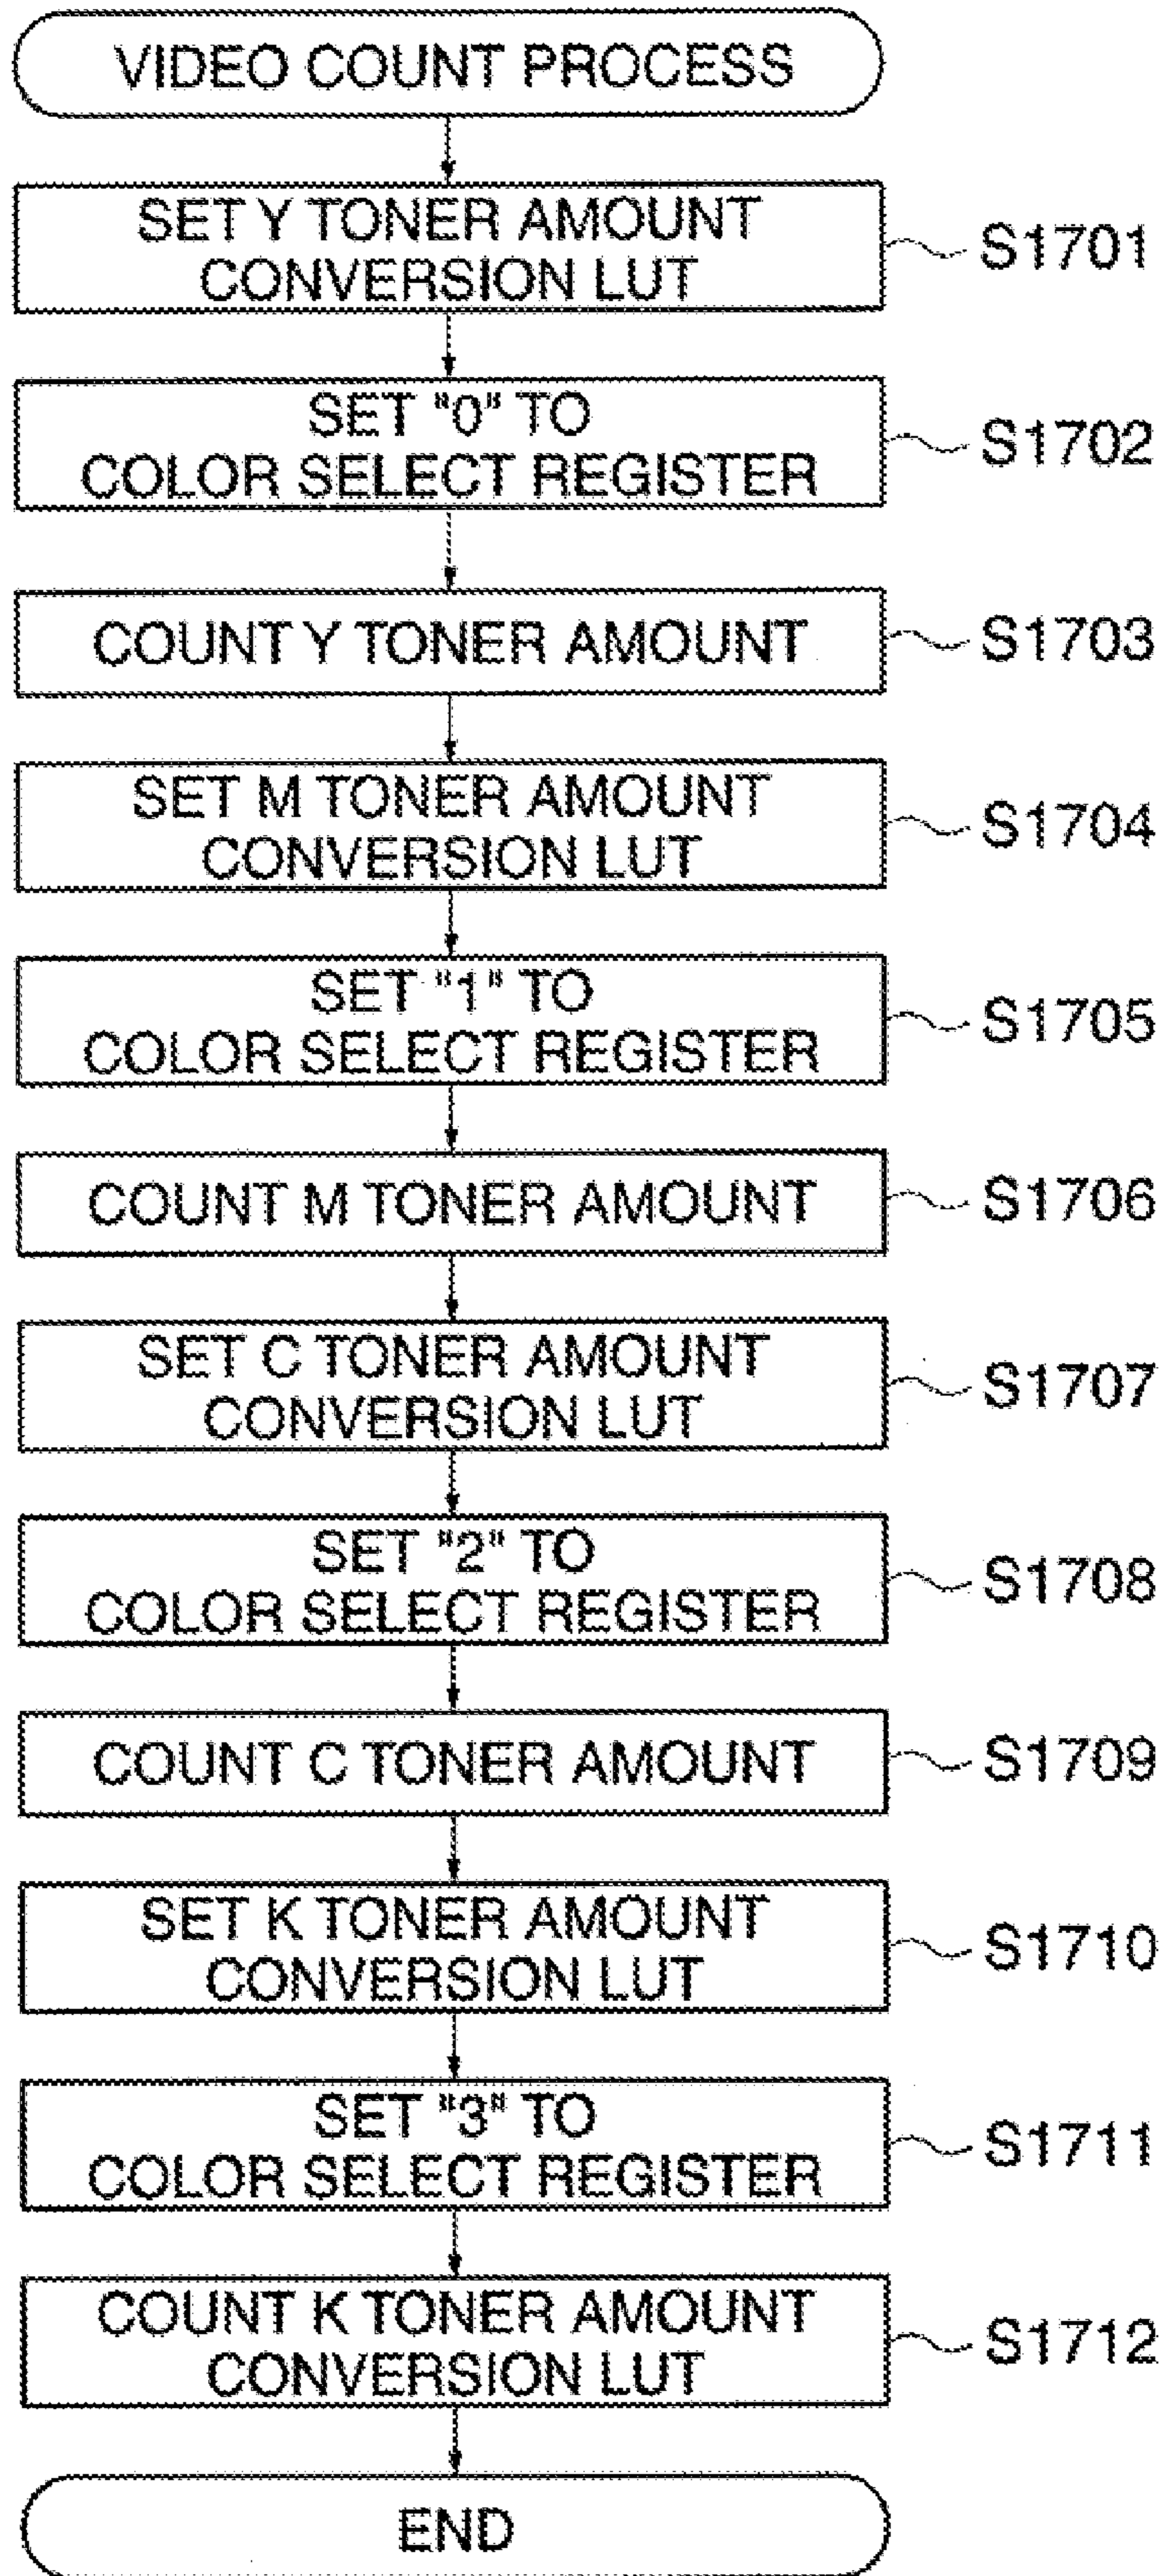 VIDEO COUNT PROCESS
SET Y TONER AMOUNT
CONVERSION LUT
S1701
SET "0" TO
COLOR SELECT REGISTER
S1702
COUNT Y TONER AMOUNT
S1703
SET M TONER AMOUNT
CONVERSION LUT
S1704
SET "1" TO
COLOR SELECT REGISTER
S1705
COUNT M TONER AMOUNT
S1706
SET C TONER AMOUNT
CONVERSION LUT
S1707
SET "2" TO
COLOR SELECT REGISTER
S1708
COUNT C TONER AMOUNT
S1709
SET K TONER AMOUNT
CONVERSION LUT
S1710
SET "3" TO
COLOR SELECT REGISTER
S1711
COUNT K TONER AMOUNT
CONVERSION LUT
S1712
END